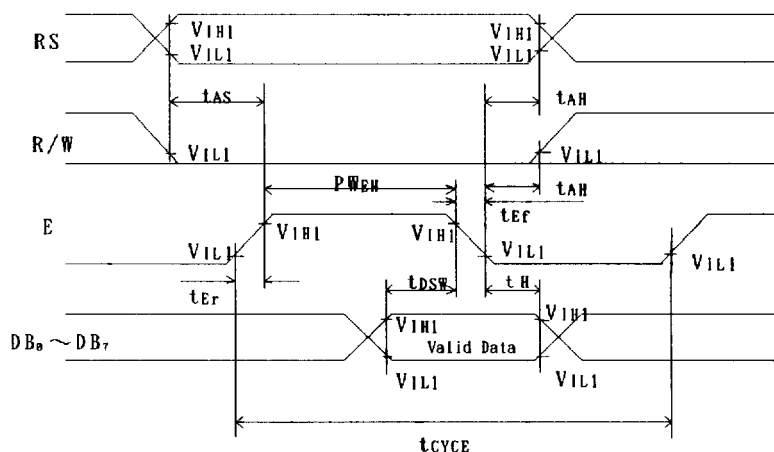 RS
VIH1
VIL1
VIH1
VIL1
tAS
tAH
R/W
VIL1
VIL1
PWEH
tAH
tEf
E
VIL1
VIH1
VIH1
VIL1
VIL1
tEr
tDSW
tH
DB0 ~ DB7
VIH1
Valid Data
VIH1
VIL1
VIL1
tCYCE